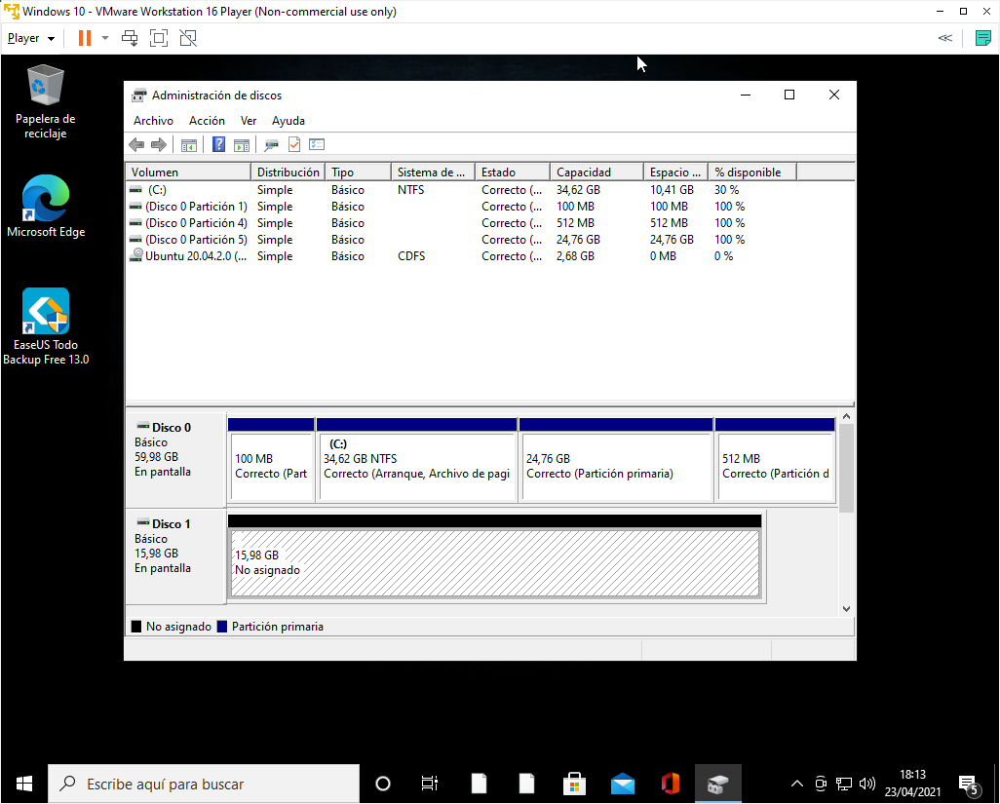 Windows 10 - VMware Workstation 16 Player (Non-commercial use only)
Player
Papelera de
reciclaje
Microsoft Edge
EaseUS Todo
Backup Free 13.0
Administración de discos
Archivo Acción Ver Ayuda
Volumen Distribución Tipo Sistema de ... Estado Capacidad Espacio ... % disponible
(C:) Simple Básico NTFS Correcto (... 34,62 GB 10,41 GB 30 %
(Disco 0 Partición 1) Simple Básico Correcto (... 100 MB 100 MB 100 %
(Disco 0 Partición 4) Simple Básico Correcto (... 512 MB 512 MB 100 %
(Disco 0 Partición 5) Simple Básico Correcto (... 24,76 GB 24,76 GB 100 %
Ubuntu 20.04.2.0 (... Simple Básico CDFS Correcto (... 2,68 GB 0 MB 0 %
Disco 0
Básico
59,98 GB
En pantalla
100 MB
Correcto (Part
(C:)
34,62 GB NTFS
Correcto (Arranque, Archivo de pagi
24,76 GB
Correcto (Partición primaria)
512 MB
Correcto (Partición d
Disco 1
Básico
15,98 GB
En pantalla
15,98 GB
No asignado
No asignado Partición primaria
Escribe aquí para buscar
18:13
23/04/2021
5